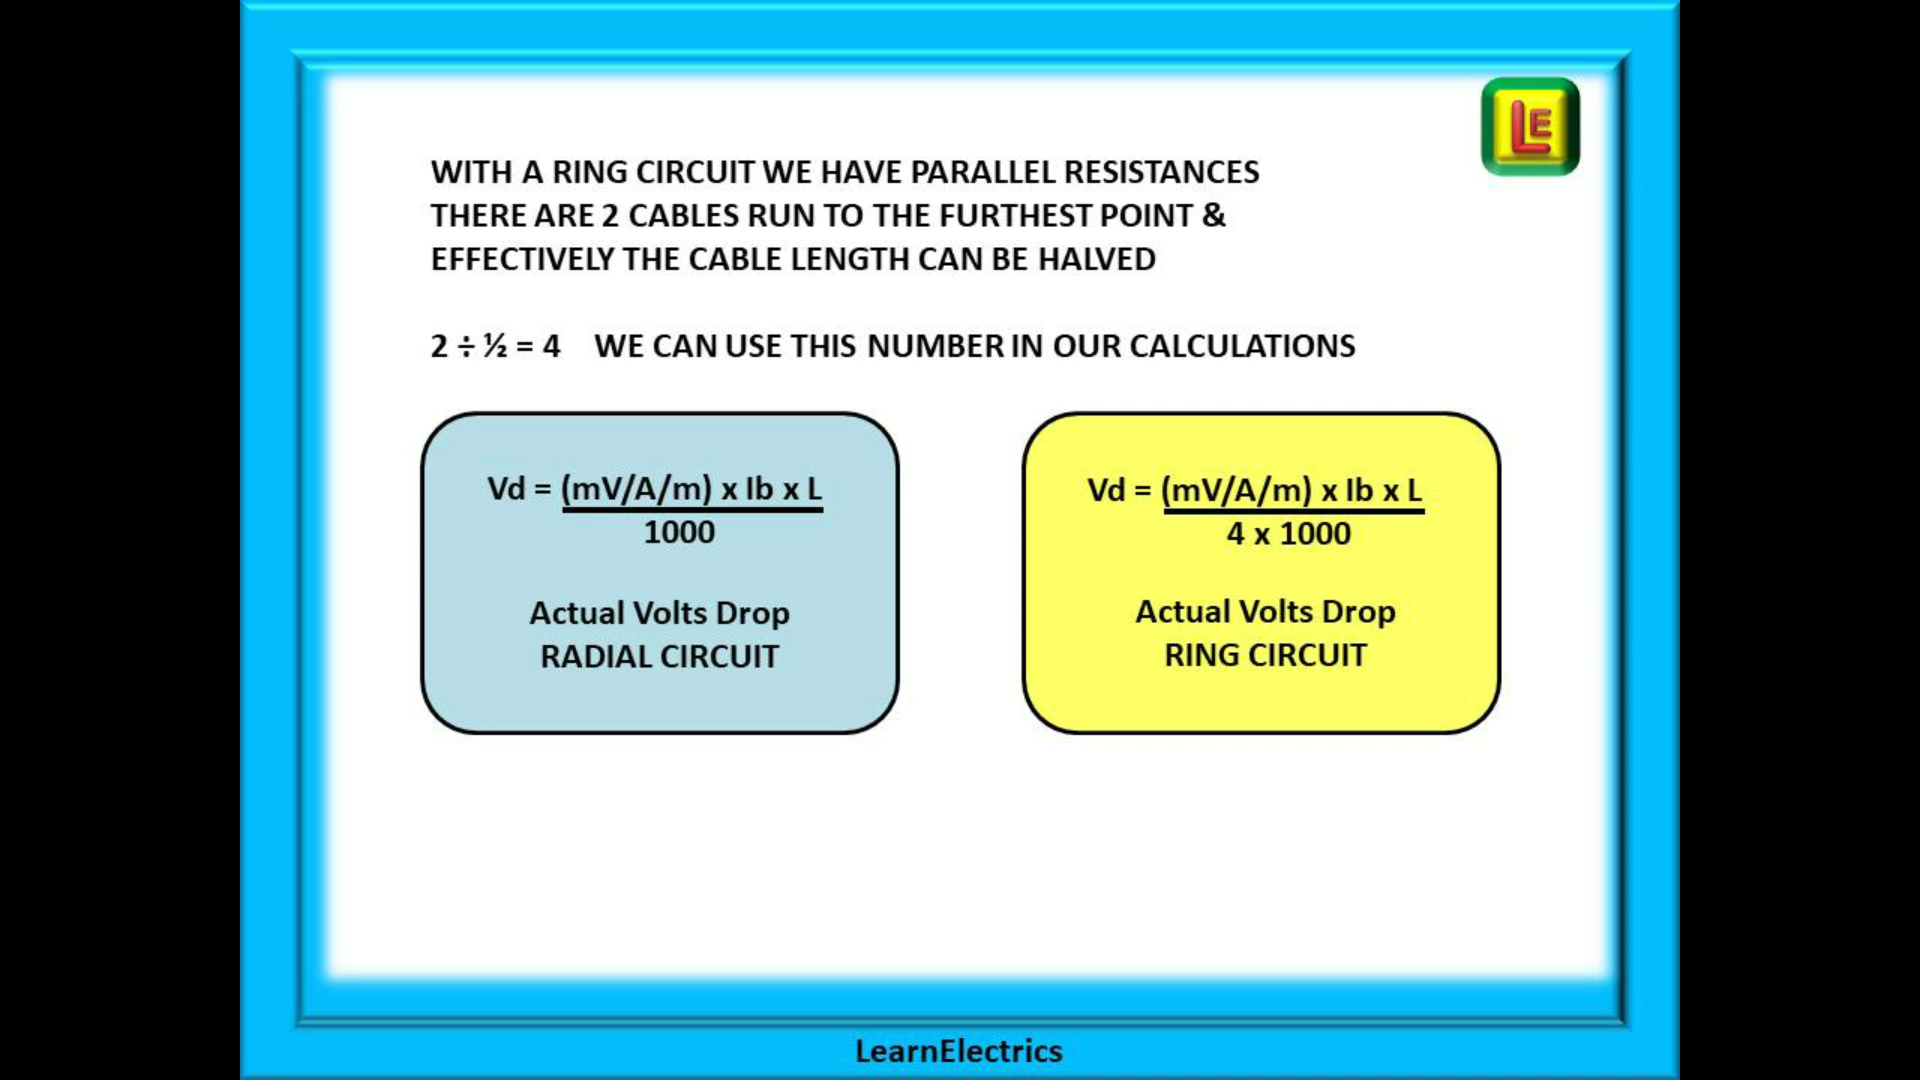 LE
WITH A RING CIRCUIT WE HAVE PARALLEL RESISTANCES
THERE ARE 2 CABLES RUN TO THE FURTHEST POINT &
EFFECTIVELY THE CABLE LENGTH CAN BE HALVED
2 ÷ ½ = 4 WE CAN USE THIS NUMBER IN OUR CALCULATIONS
Vd = (mV/A/m) x Ib x L
1000
Actual Volts Drop
RADIAL CIRCUIT
Vd = (mV/A/m) x Ib x L
4 x 1000
Actual Volts Drop
RING CIRCUIT
LearnElectrics